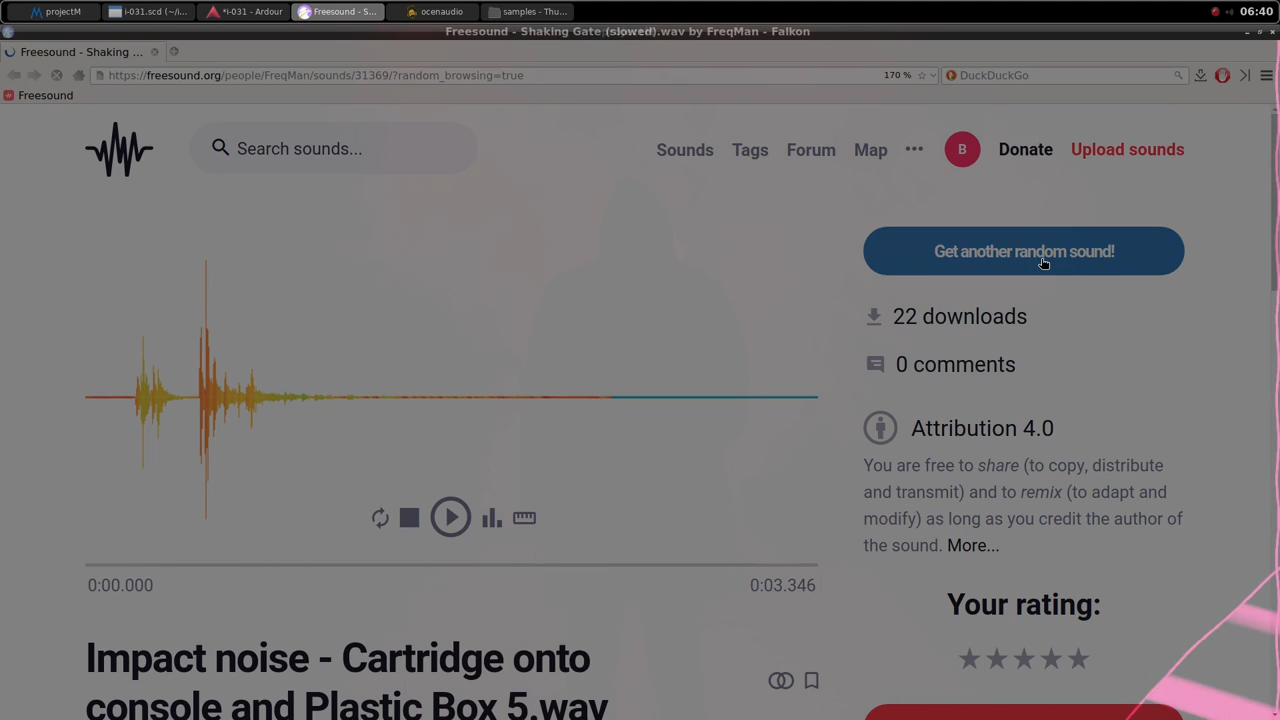 projectM
i-031.scd (~/i...
*i-031 - Ardour
Freesound - S...
ocenaudio
samples - Thu...
06:40
Freesound - Shaking Gate (slowed).wav by FreqMan - Falkon
Freesound - Shaking ...
https://freesound.org/people/FreqMan/sounds/31369/?random_browsing=true
170 %
DuckDuckGo
Freesound
Search sounds...
Sounds
Tags
Forum
Map
B
Donate
Upload sounds
Get another random sound!
22 downloads
0 comments
Attribution 4.0
You are free to share (to copy, distribute
and transmit) and to remix (to adapt and
modify) as long as you credit the author of
the sound. More...
0:00.000
0:03.346
Your rating:
Impact noise - Cartridge onto
console and Plastic Box 5.wav